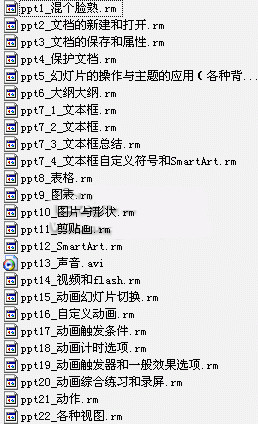 ppt1_混个脸熟.rm
ppt2_文档的新建和打开.rm
ppt3_文档的保存和属性.rm
ppt4_保护文档.rm
ppt5_幻灯片的操作与主题的应用（各种背...
ppt6_大纲大纲.rm
ppt7_1_文本框.rm
ppt7_2_文本框.rm
ppt7_3_文本框总结.rm
ppt7_4_文本框自定义符号和SmartArt.rm
ppt8_表格.rm
ppt9_图表.rm
ppt10_图片与形状.rm
ppt11_剪贴画.rm
ppt12_SmartArt.rm
ppt13_声音.avi
ppt14_视频和flash.rm
ppt15_动画幻灯片切换.rm
ppt16_自定义动画.rm
ppt17_动画触发条件.rm
ppt18_动画计时选项.rm
ppt19_动画触发器和一般效果选项.rm
ppt20_动画综合练习和录屏.rm
ppt21_动作.rm
ppt22_各种视图.rm